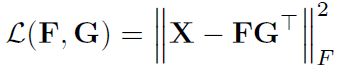 ℒ(𝐅, 𝐆) = ‖𝐗 − 𝐅𝐆^⊤‖_F^2